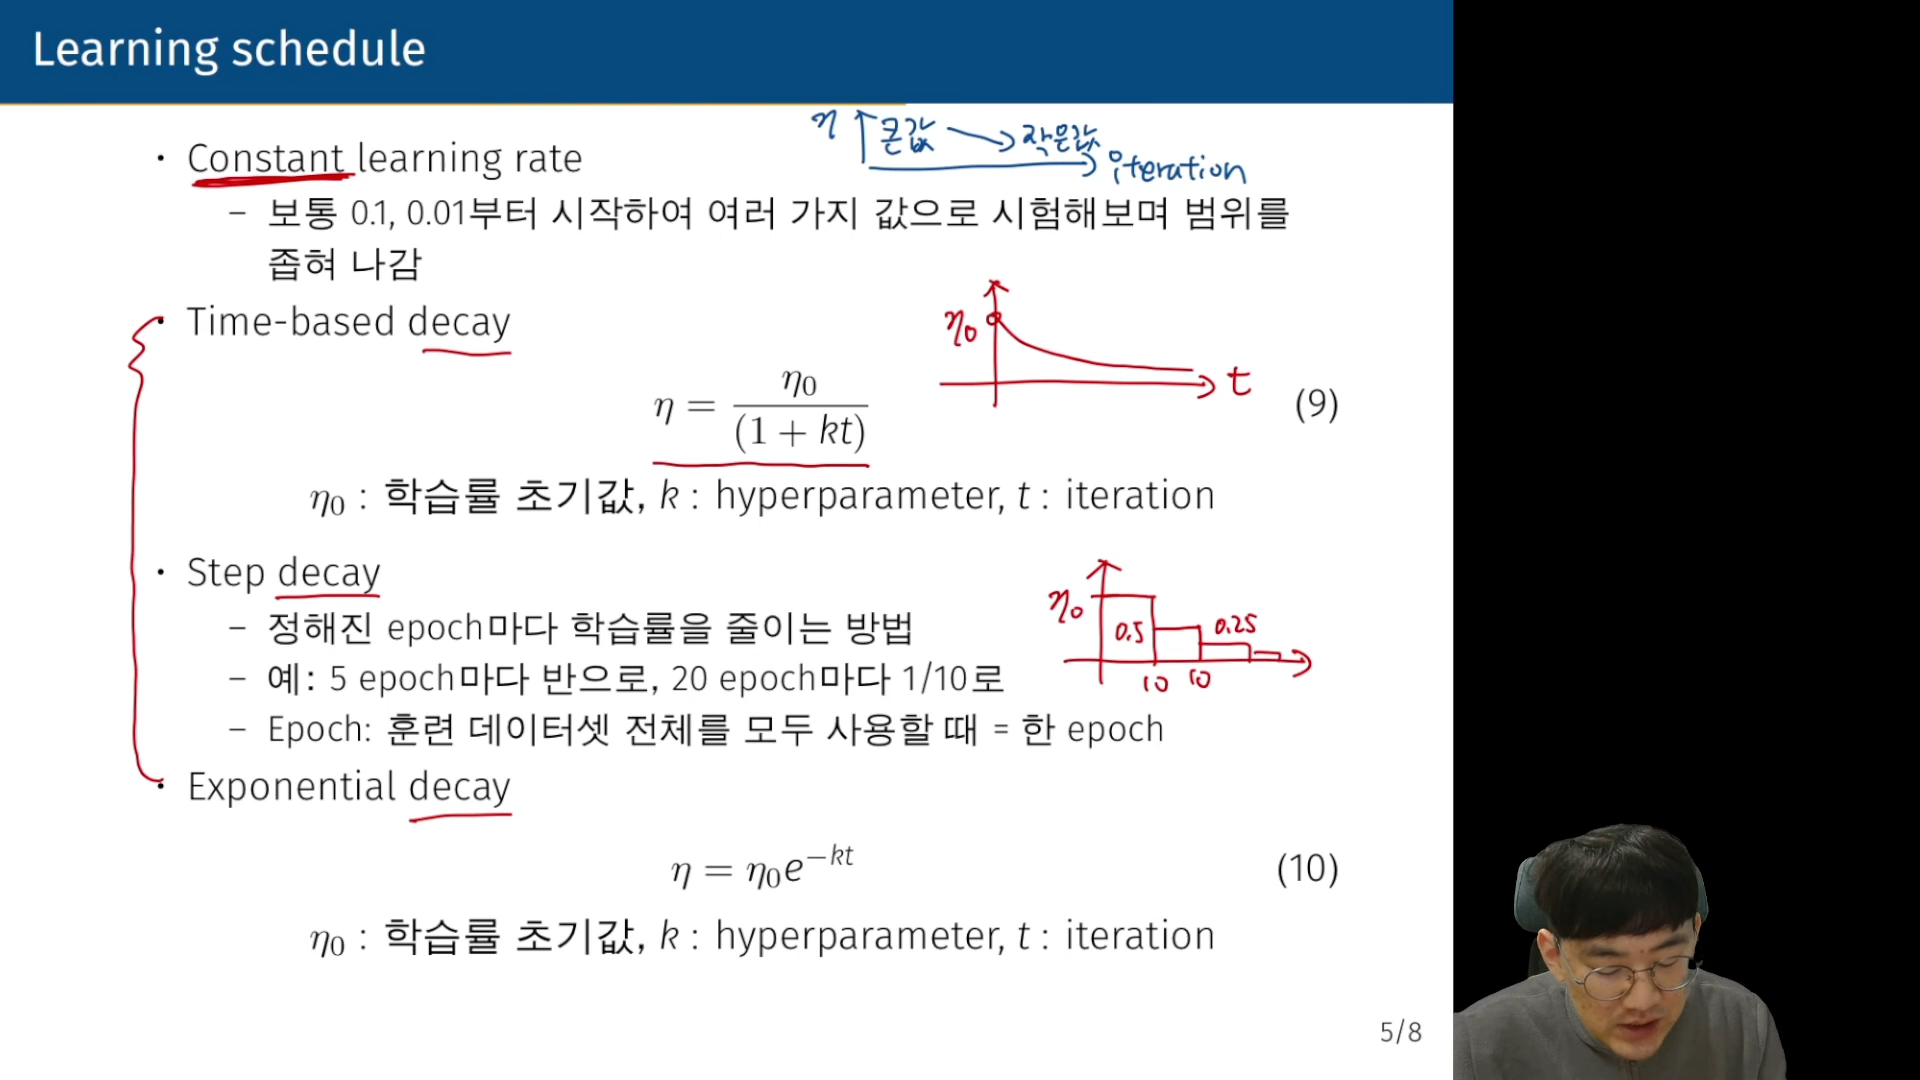 Learning schedule
η 큰값 → 작은값 iteration
· Constant learning rate
– 보통 0.1, 0.01부터 시작하여 여러 가지 값으로 시험해보며 범위를
좁혀 나감
· Time-based decay
η₀ t
η = η₀ / (1 + kt) (9)
η₀ : 학습률 초기값, k : hyperparameter, t : iteration
· Step decay
η₀ 0.5 0.25
10 10
– 정해진 epoch마다 학습률을 줄이는 방법
– 예: 5 epoch마다 반으로, 20 epoch마다 1/10로
– Epoch: 훈련 데이터셋 전체를 모두 사용할 때 = 한 epoch
· Exponential decay
η = η₀e^{−kt} (10)
η₀ : 학습률 초기값, k : hyperparameter, t : iteration
5/8